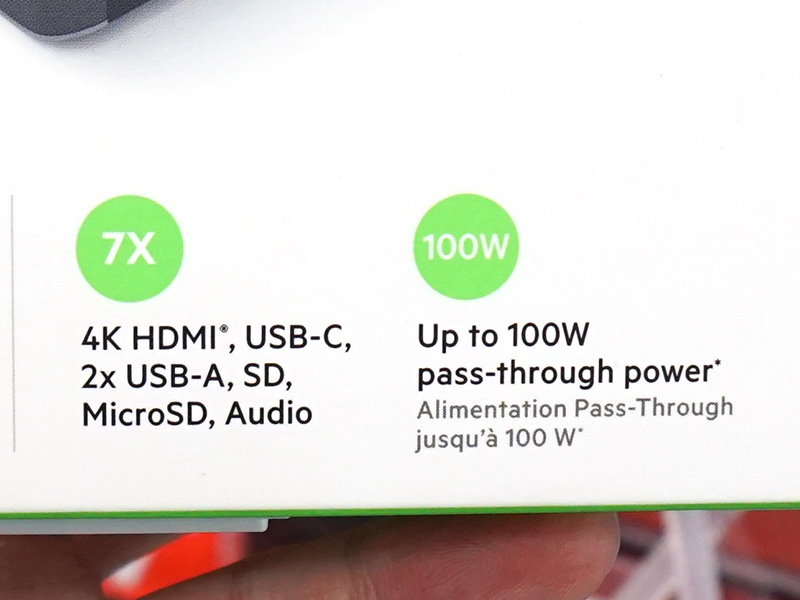 7X
4K HDMI®, USB-C,
2x USB-A, SD,
MicroSD, Audio
100W
Up to 100W
pass-through power*
Alimentation Pass-Through
jusqu'à 100 W*